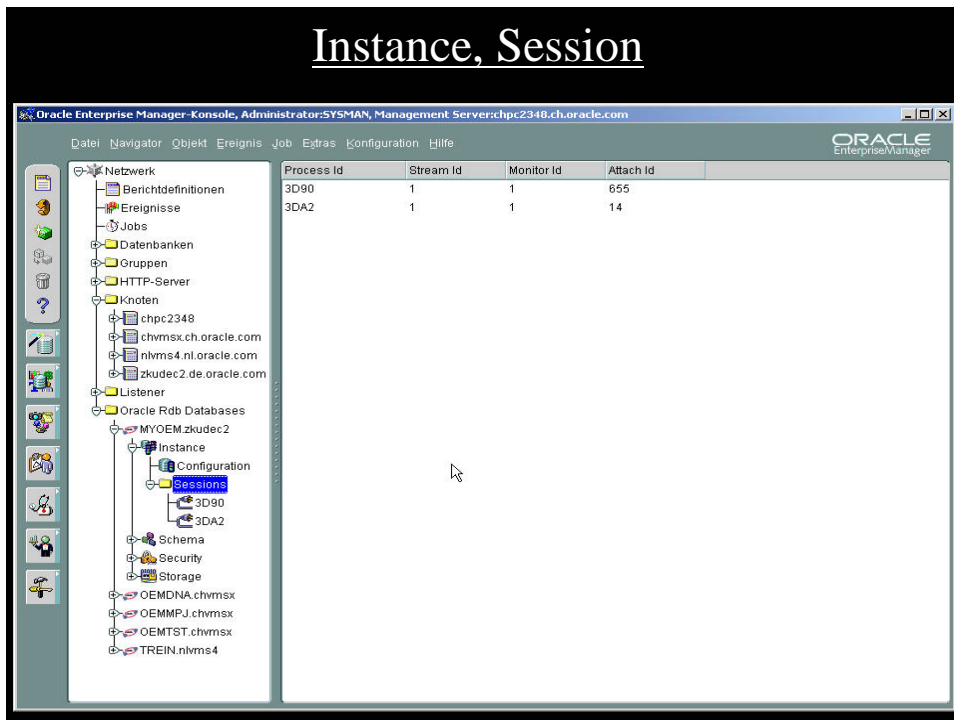 Instance, Session
Oracle Enterprise Manager-Konsole, Administrator:SYSMAN, Management Server:chpc2348.ch.oracle.com
Datei Navigator Objekt Ereignis Job Extras Konfiguration Hilfe
ORACLE
EnterpriseManager
Netzwerk
Berichtdefinitionen
Ereignisse
Jobs
Datenbanken
Gruppen
HTTP-Server
Knoten
chpc2348
chvmsx.ch.oracle.com
nlvms4.nl.oracle.com
zkudec2.de.oracle.com
Listener
Oracle Rdb Databases
MYOEM.zkudec2
Instance
Configuration
Sessions
3D90
3DA2
Schema
Security
Storage
OEMDNA.chvmsx
OEMMPJ.chvmsx
OEMTST.chvmsx
TREIN.nlvms4
Process Id Stream Id Monitor Id Attach Id
3D90 1 1 655
3DA2 1 1 14